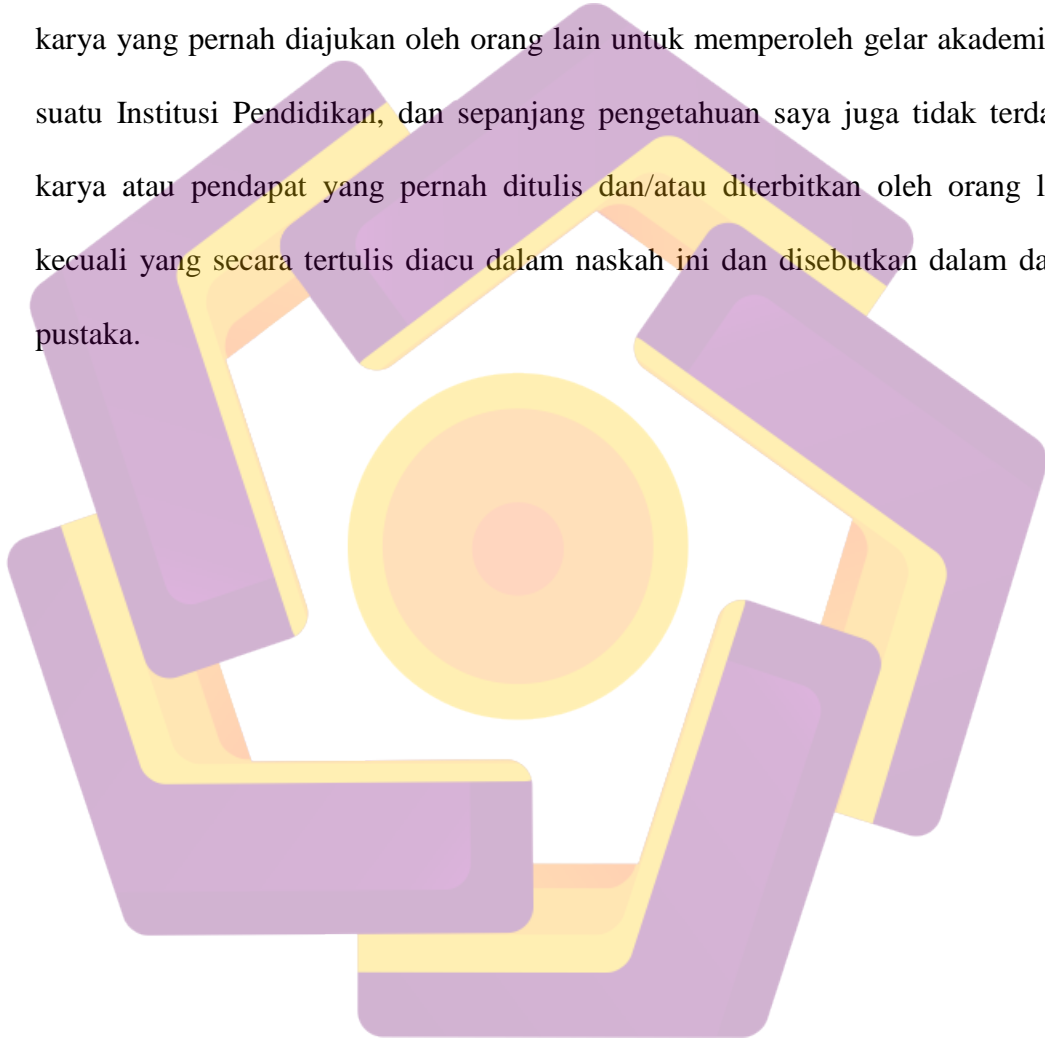 karya yang pernah diajukan oleh orang lain untuk memperoleh gelar akademi
suatu Institusi Pendidikan, dan sepanjang pengetahuan saya juga tidak terda
karya atau pendapat yang pernah ditulis dan/atau diterbitkan oleh orang l
kecuali yang secara tertulis diacu dalam naskah ini dan disebutkan dalam da
pustaka.